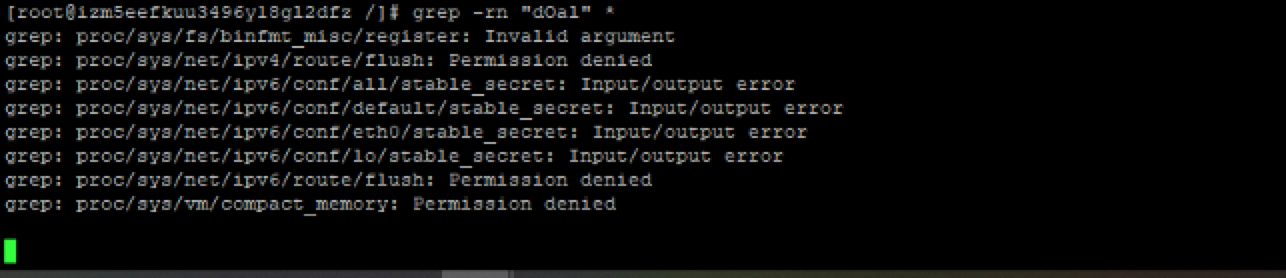 [root@izm5eefkuu3496yl8gl2dfz /]# grep -rn "dOal" *
grep: proc/sys/fs/binfmt_misc/register: Invalid argument
grep: proc/sys/net/ipv4/route/flush: Permission denied
grep: proc/sys/net/ipv6/conf/all/stable_secret: Input/output error
grep: proc/sys/net/ipv6/conf/default/stable_secret: Input/output error
grep: proc/sys/net/ipv6/conf/eth0/stable_secret: Input/output error
grep: proc/sys/net/ipv6/conf/lo/stable_secret: Input/output error
grep: proc/sys/net/ipv6/route/flush: Permission denied
grep: proc/sys/vm/compact_memory: Permission denied